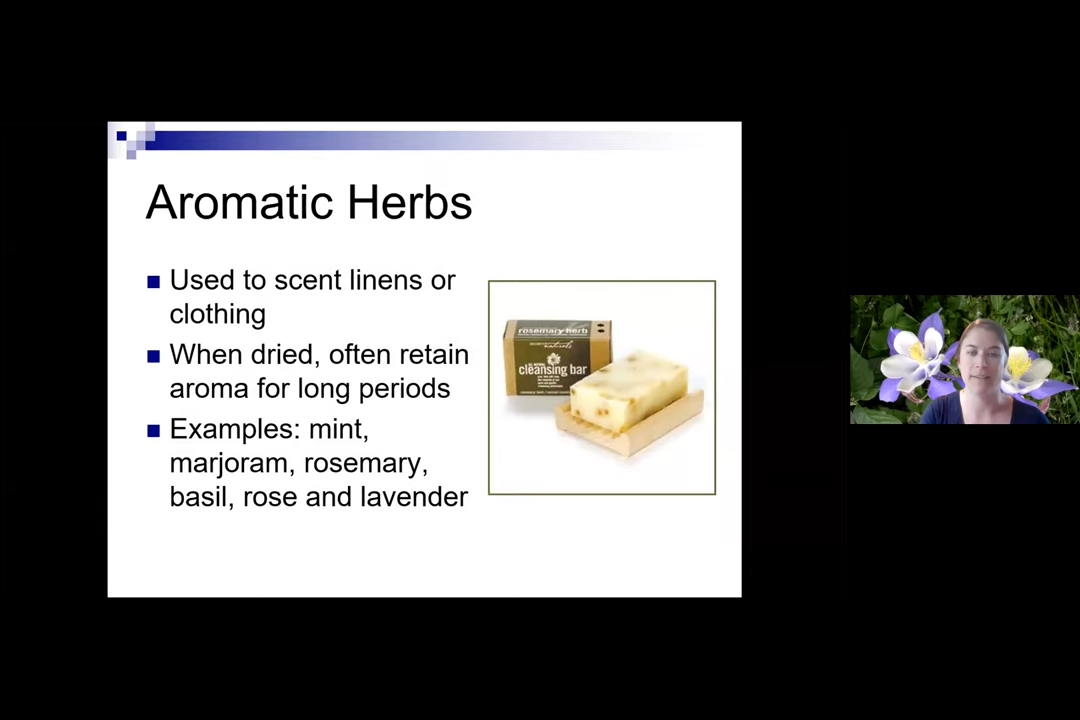 Aromatic Herbs
Used to scent linens or
clothing
When dried, often retain
aroma for long periods
Examples: mint,
marjoram, rosemary,
basil, rose and lavender
rosemary herb
naturals
cleansing bar